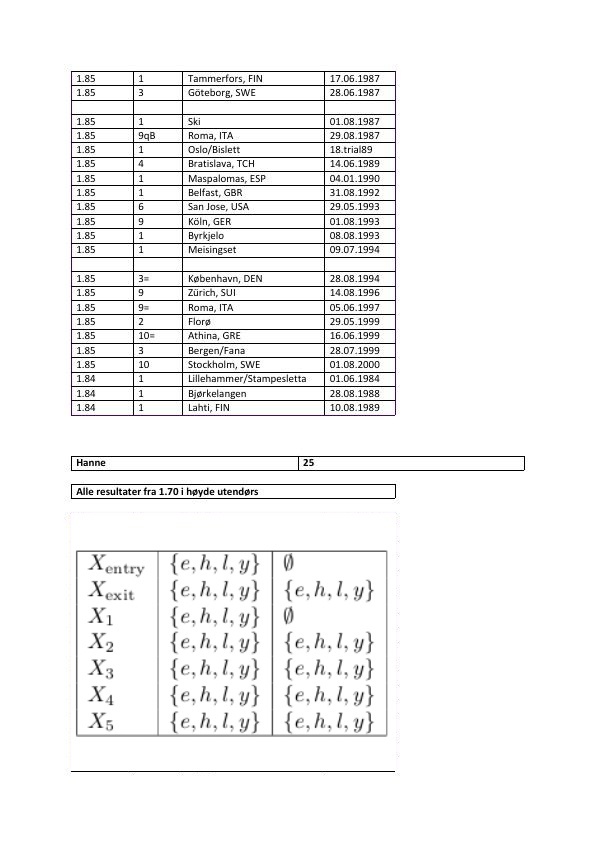 1.85 1 Tammerfors, FIN 17.06.1987
1.85 3 Göteborg, SWE 28.06.1987
1.85 1 Ski 01.08.1987
1.85 9qB Roma, ITA 29.08.1987
1.85 1 Oslo/Bislett 18.trial89
1.85 4 Bratislava, TCH 14.06.1989
1.85 1 Maspalomas, ESP 04.01.1990
1.85 1 Belfast, GBR 31.08.1992
1.85 6 San Jose, USA 29.05.1993
1.85 9 Köln, GER 01.08.1993
1.85 1 Byrkjelo 08.08.1993
1.85 1 Meisingset 09.07.1994
1.85 3= København, DEN 28.08.1994
1.85 9 Zürich, SUI 14.08.1996
1.85 9= Roma, ITA 05.06.1997
1.85 2 Florø 29.05.1999
1.85 10= Athina, GRE 16.06.1999
1.85 3 Bergen/Fana 28.07.1999
1.85 10 Stockholm, SWE 01.08.2000
1.84 1 Lillehammer/Stampesletta 01.06.1984
1.84 1 Bjørkelangen 28.08.1988
1.84 1 Lahti, FIN 10.08.1989
Hanne 25
Alle resultater fra 1.70 i høyde utendørs
X_entry {e, h, l, y} ∅
X_exit {e, h, l, y} {e, h, l, y}
X_1 {e, h, l, y} ∅
X_2 {e, h, l, y} {e, h, l, y}
X_3 {e, h, l, y} {e, h, l, y}
X_4 {e, h, l, y} {e, h, l, y}
X_5 {e, h, l, y} {e, h, l, y}